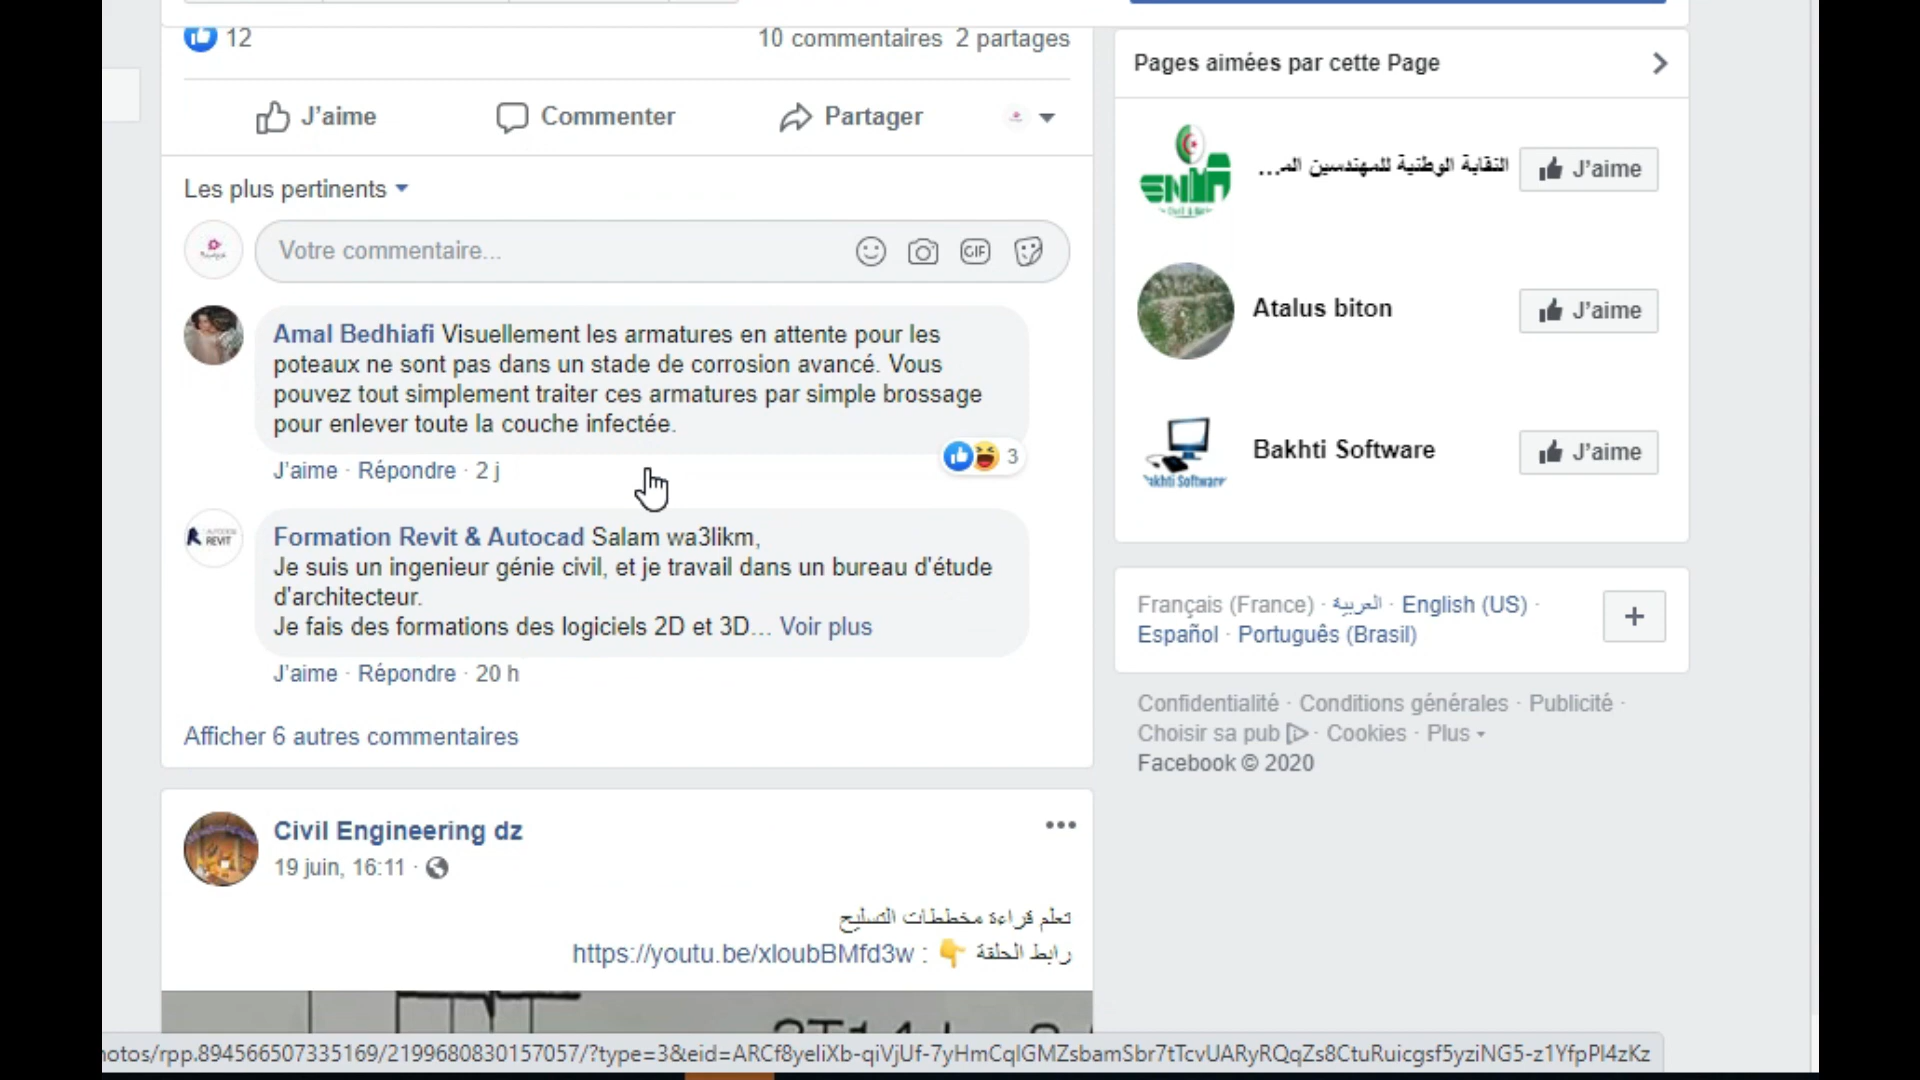 12
10 commentaires 2 partages
J'aime
Commenter
Partager
Les plus pertinents
Votre commentaire...
GIF
Amal Bedhiafi Visuellement les armatures en attente pour les
poteaux ne sont pas dans un stade de corrosion avancé. Vous
pouvez tout simplement traiter ces armatures par simple brossage
pour enlever toute la couche infectée.
3
J'aime · Répondre · 2 j
REVIT
Formation Revit & Autocad Salam wa3likm,
Je suis un ingenieur génie civil, et je travail dans un bureau d'étude
d'architecteur.
Je fais des formations des logiciels 2D et 3D... Voir plus
J'aime · Répondre · 20 h
Afficher 6 autres commentaires
Civil Engineering dz
19 juin, 16:11 ·
تعلم قراءة مخططات التسليح
رابط الحلقة 👇 : https://youtu.be/xloubBMfd3w
Pages aimées par cette Page
النقابة الوطنية للمهندسين الم...
J'aime
Atalus biton
J'aime
Bakhti Software
Bakhti Software
J'aime
Français (France) · العربية · English (US) ·
Español · Português (Brasil)
+
Confidentialité · Conditions générales · Publicité ·
Choisir sa pub · Cookies · Plus
Facebook © 2020
hotos/rpp.894566507335169/2199680830157057/?type=3&eid=ARCf8yeliXb-qiVjUf-7yHmCqIGMZsbamSbr7tTcvUARyRQqZs8CtuRuicgsf5yziNG5-z1YfpPl4zKz